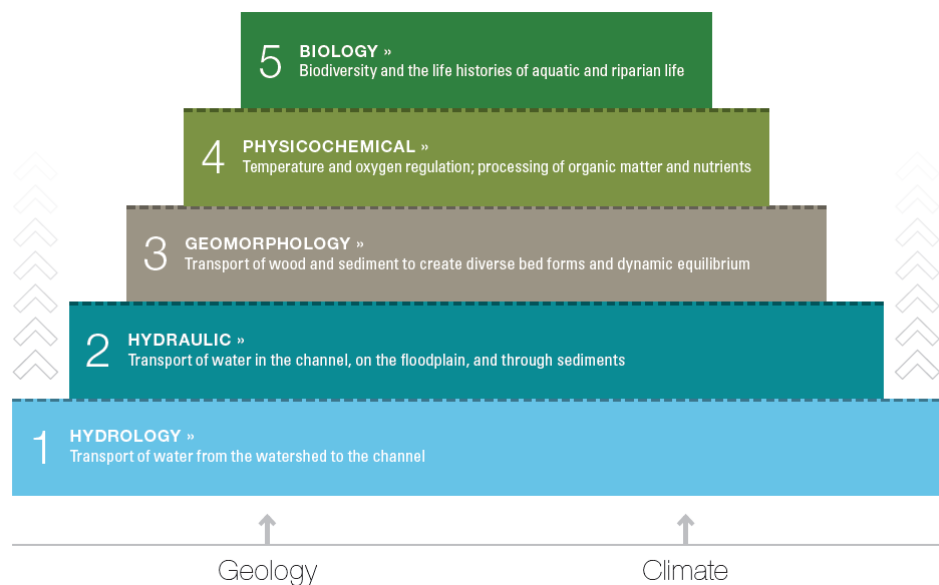 5 BIOLOGY »
Biodiversity and the life histories of aquatic and riparian life
4 PHYSICOCHEMICAL »
Temperature and oxygen regulation; processing of organic matter and nutrients
3 GEOMORPHOLOGY »
Transport of wood and sediment to create diverse bed forms and dynamic equilibrium
2 HYDRAULIC »
Transport of water in the channel, on the floodplain, and through sediments
1 HYDROLOGY »
Transport of water from the watershed to the channel
Geology Climate